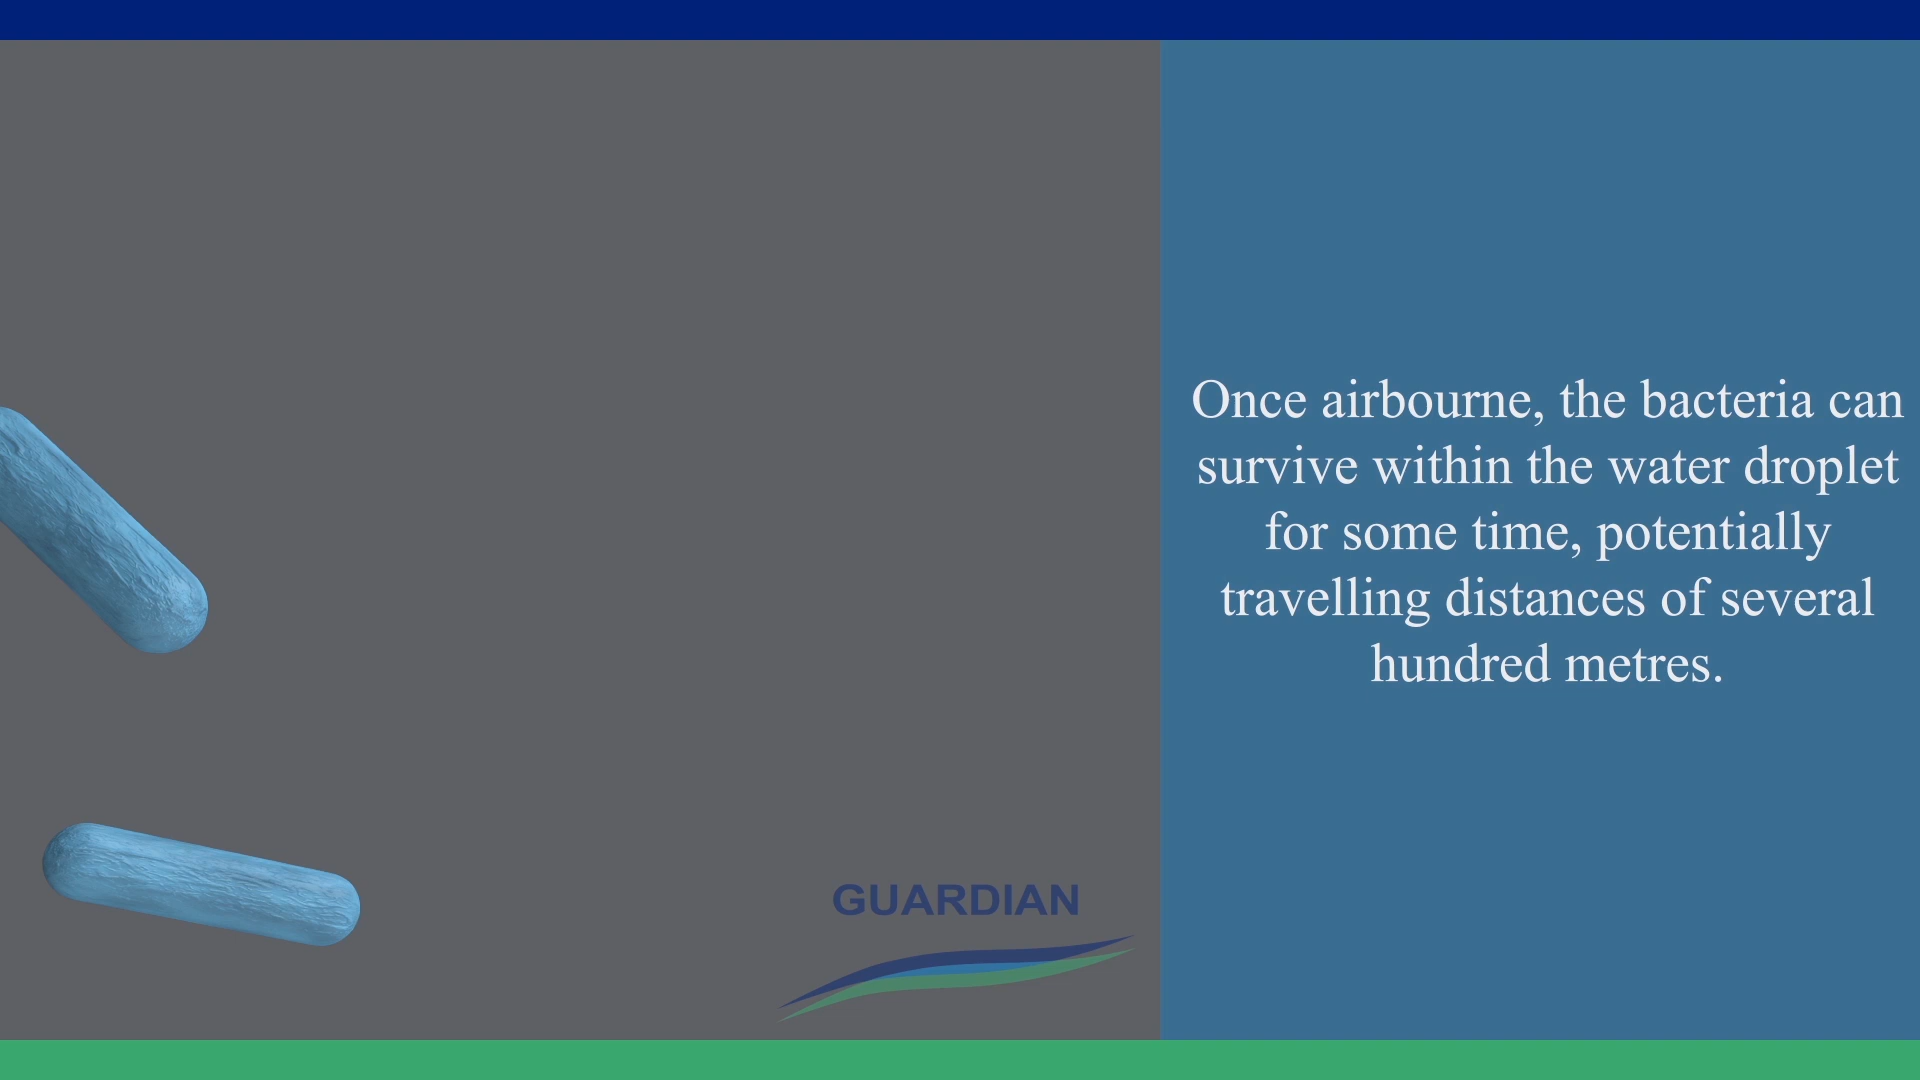 Once airbourne, the bacteria can
survive within the water droplet
for some time, potentially
travelling distances of several
hundred metres.
GUARDIAN